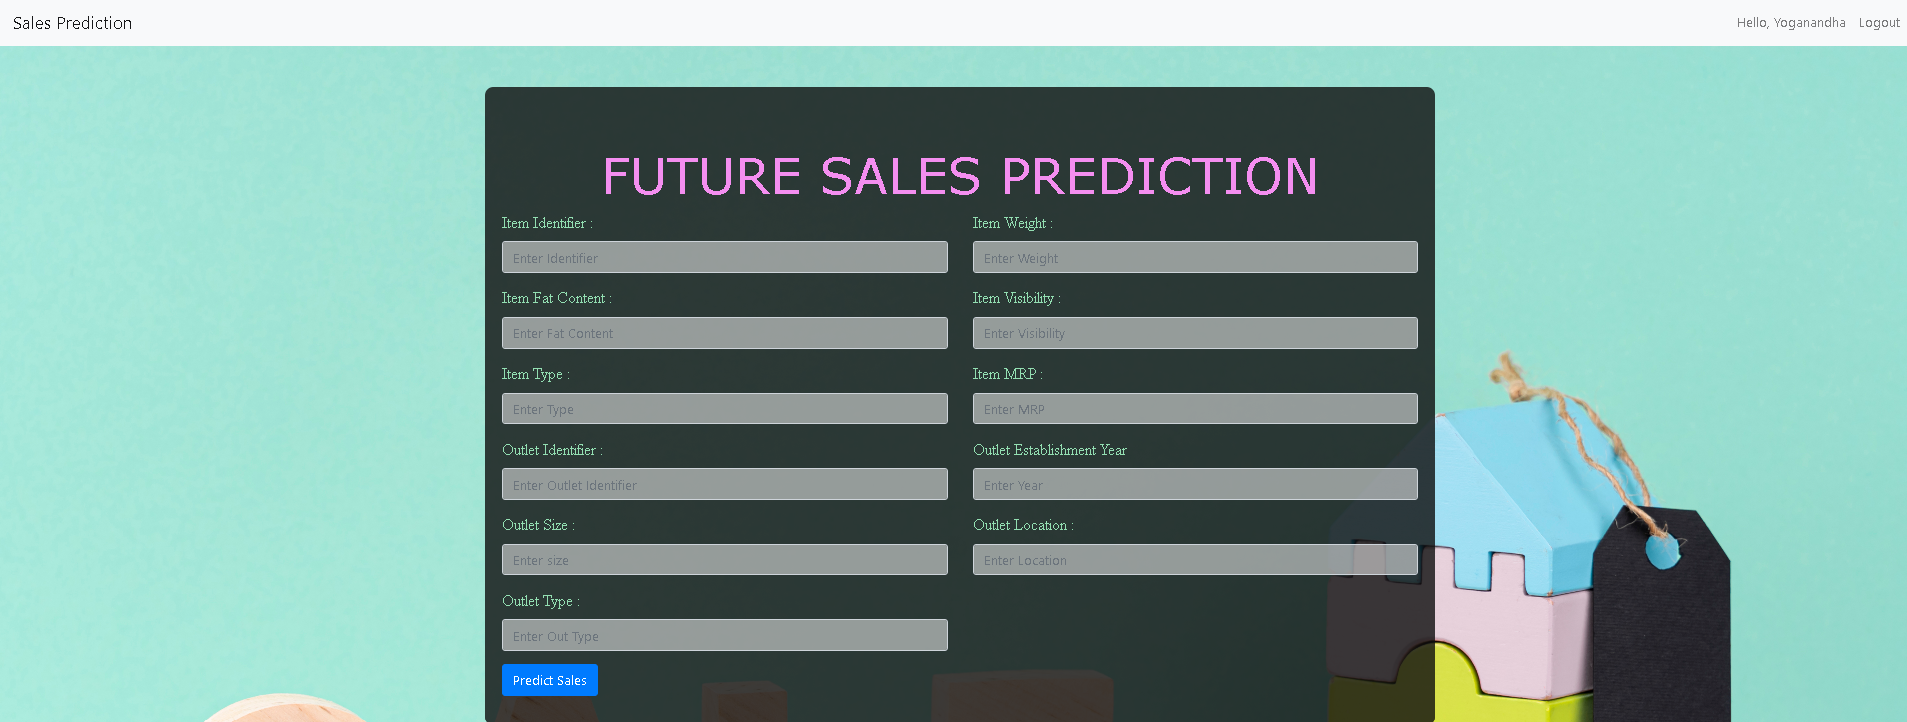 Sales Prediction
Hello, Yoganandha Logout
FUTURE SALES PREDICTION
Item Identifier :
Enter Identifier
Item Weight :
Enter Weight
Item Fat Content :
Enter Fat Content
Item Visibility :
Enter Visibility
Item Type :
Enter Type
Item MRP :
Enter MRP
Outlet Identifier :
Enter Outlet Identifier
Outlet Establishment Year
Enter Year
Outlet Size :
Enter size
Outlet Location :
Enter Location
Outlet Type :
Enter Out Type
Predict Sales